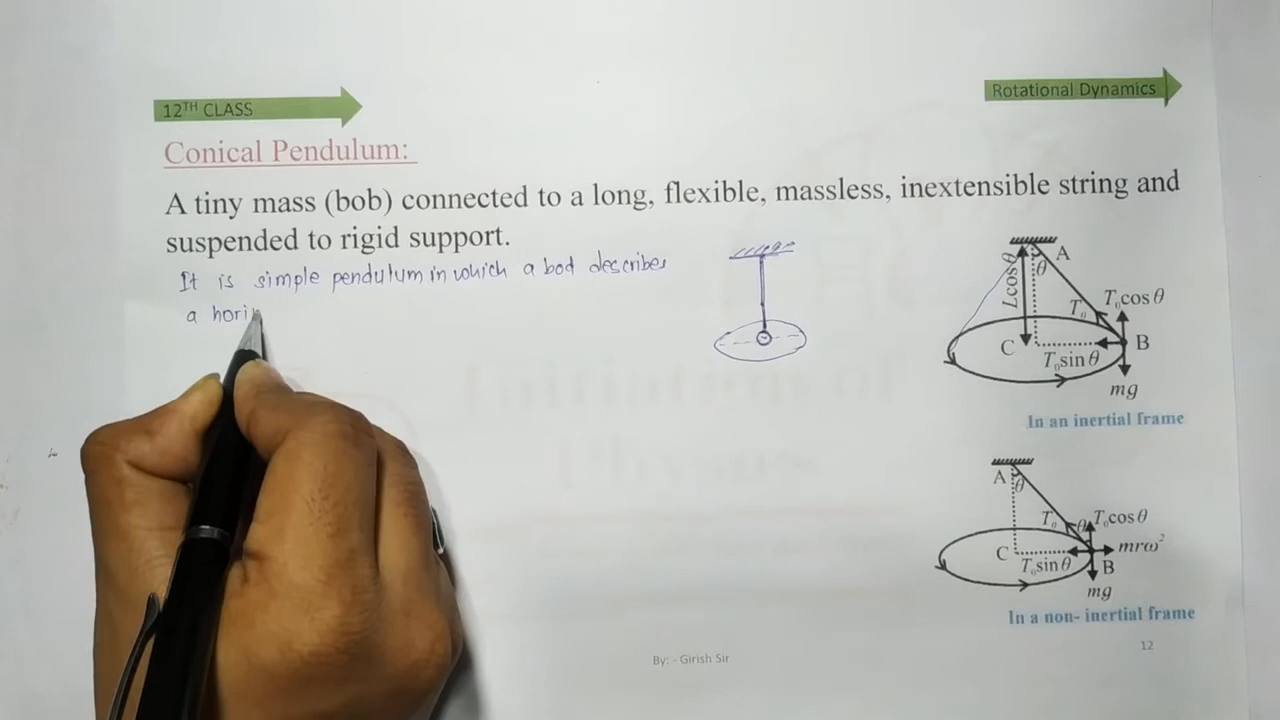 12TH CLASS
Rotational Dynamics
Conical Pendulum:
A tiny mass (bob) connected to a long, flexible, massless, inextensible string and
suspended to rigid support.
It is simple pendulum in which a bod describes
a hori
A
θ
Lcosθ
T₀
T₀cosθ
C
B
T₀sinθ
mg
In an inertial frame
A
θ
T₀
θ
T₀cosθ
C
mrω²
T₀sinθ
B
mg
In a non- inertial frame
12
By: - Girish Sir